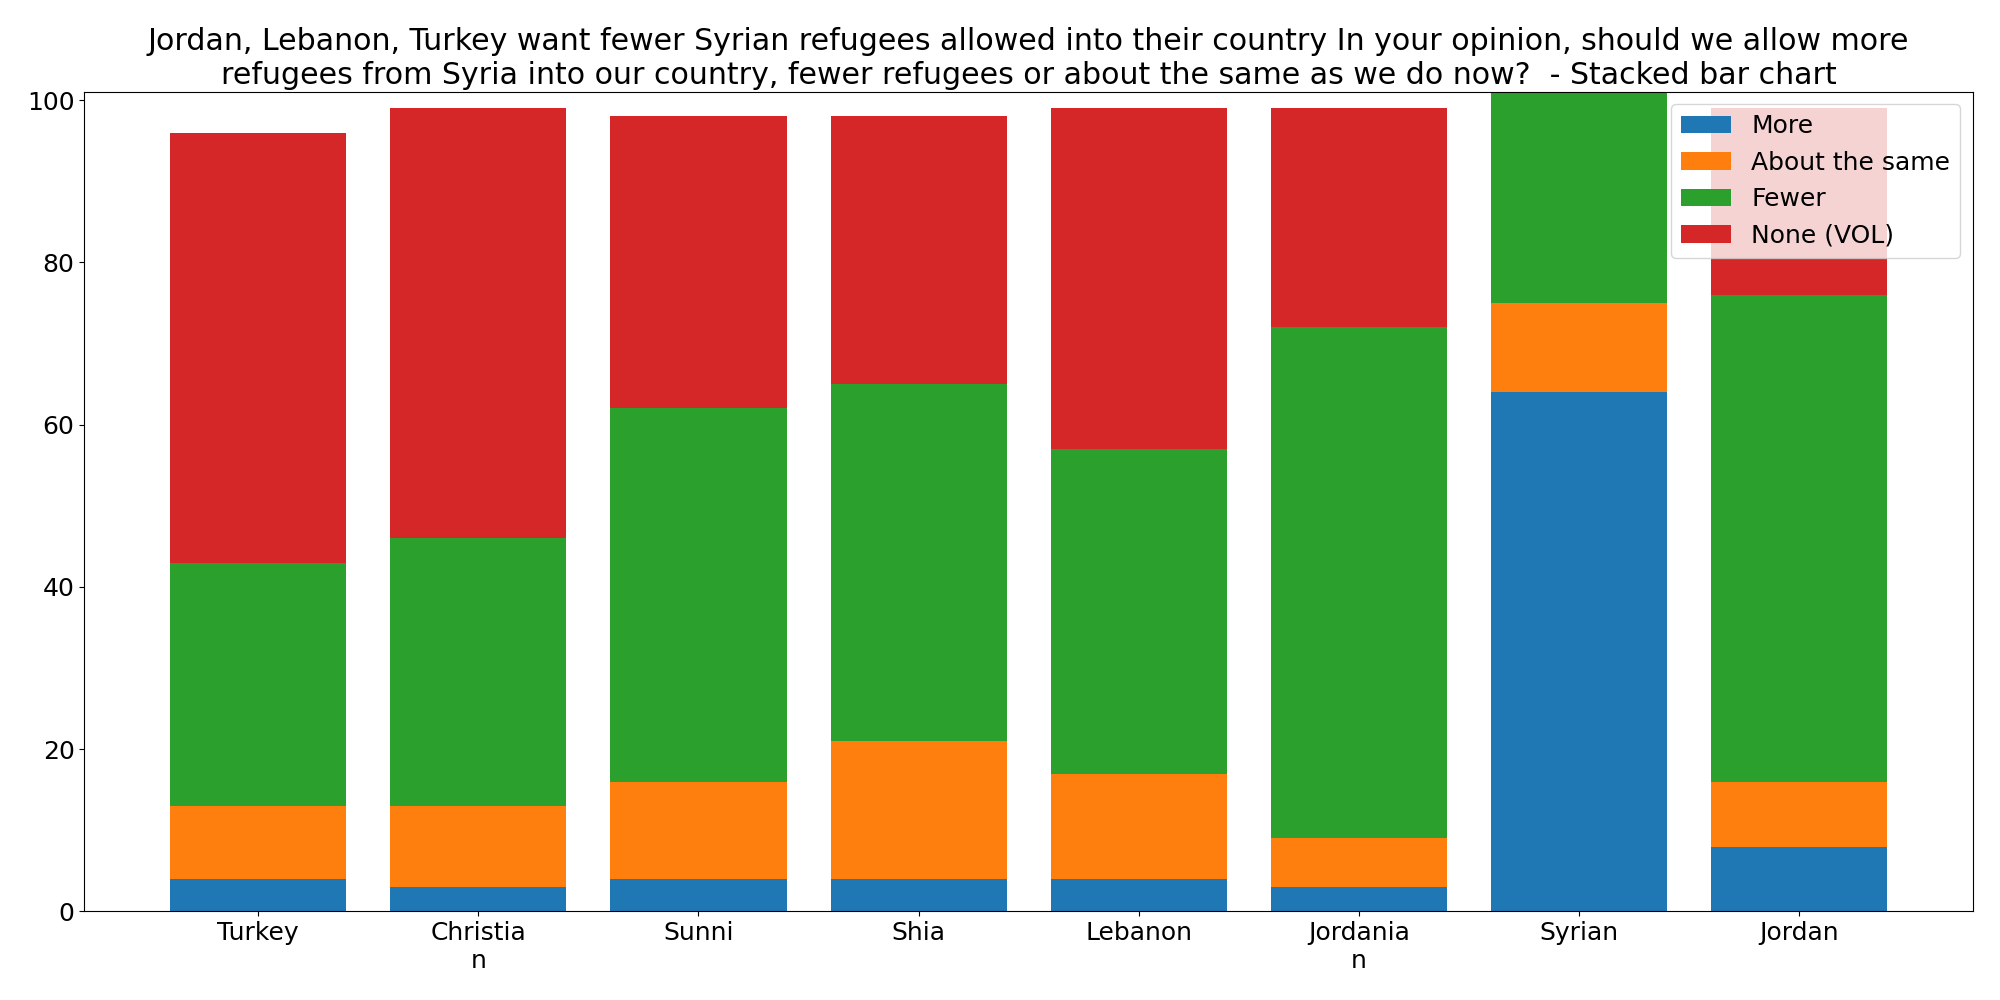 Jordan, Lebanon, Turkey want fewer Syrian refugees allowed into their country In your opinion, should we allow more
refugees from Syria into our country, fewer refugees or about the same as we do now?  - Stacked bar chart
100
80
60
40
20
0
More
About the same
Fewer
None (VOL)
Turkey
Christia
n
Sunni
Shia
Lebanon
Jordania
n
Syrian
Jordan